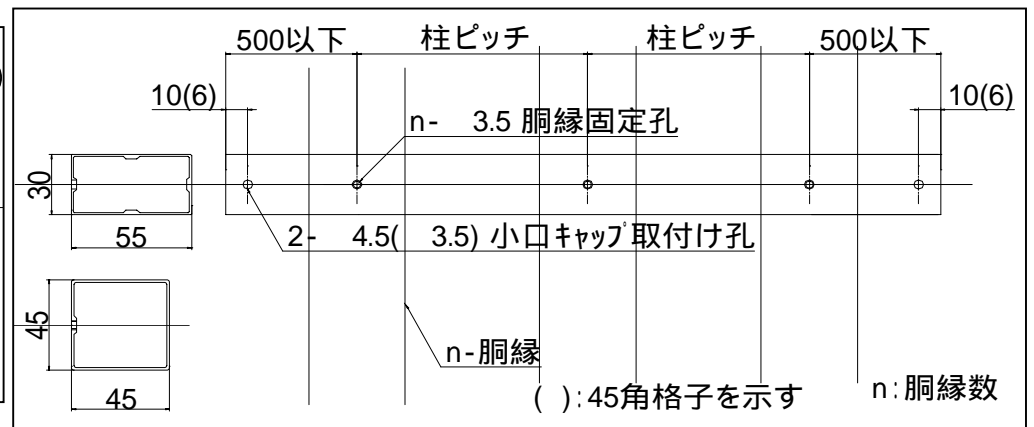 500以下 柱ピッチ 柱ピッチ 500以下
10(6) 10(6)
n- 3.5 胴縁固定孔
30
55
2- 4.5( 3.5) 小口キャップ取付け孔
45
45
n-胴縁
( ):45角格子を示す n:胴縁数
)